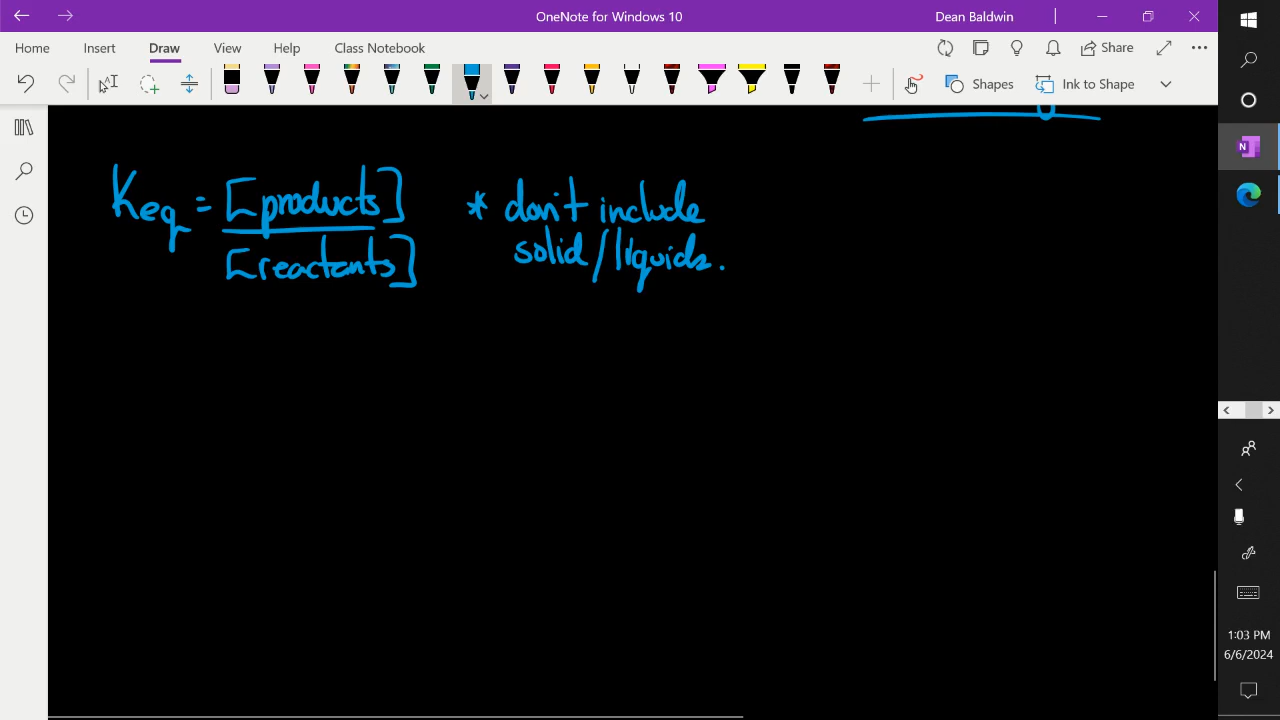 OneNote for Windows 10
Dean Baldwin
Home Insert Draw View Help Class Notebook
Share
Shapes
Ink to Shape
Keq = [products]
[reactants]
* don't include
solid/liquids.
1:03 PM
6/6/2024